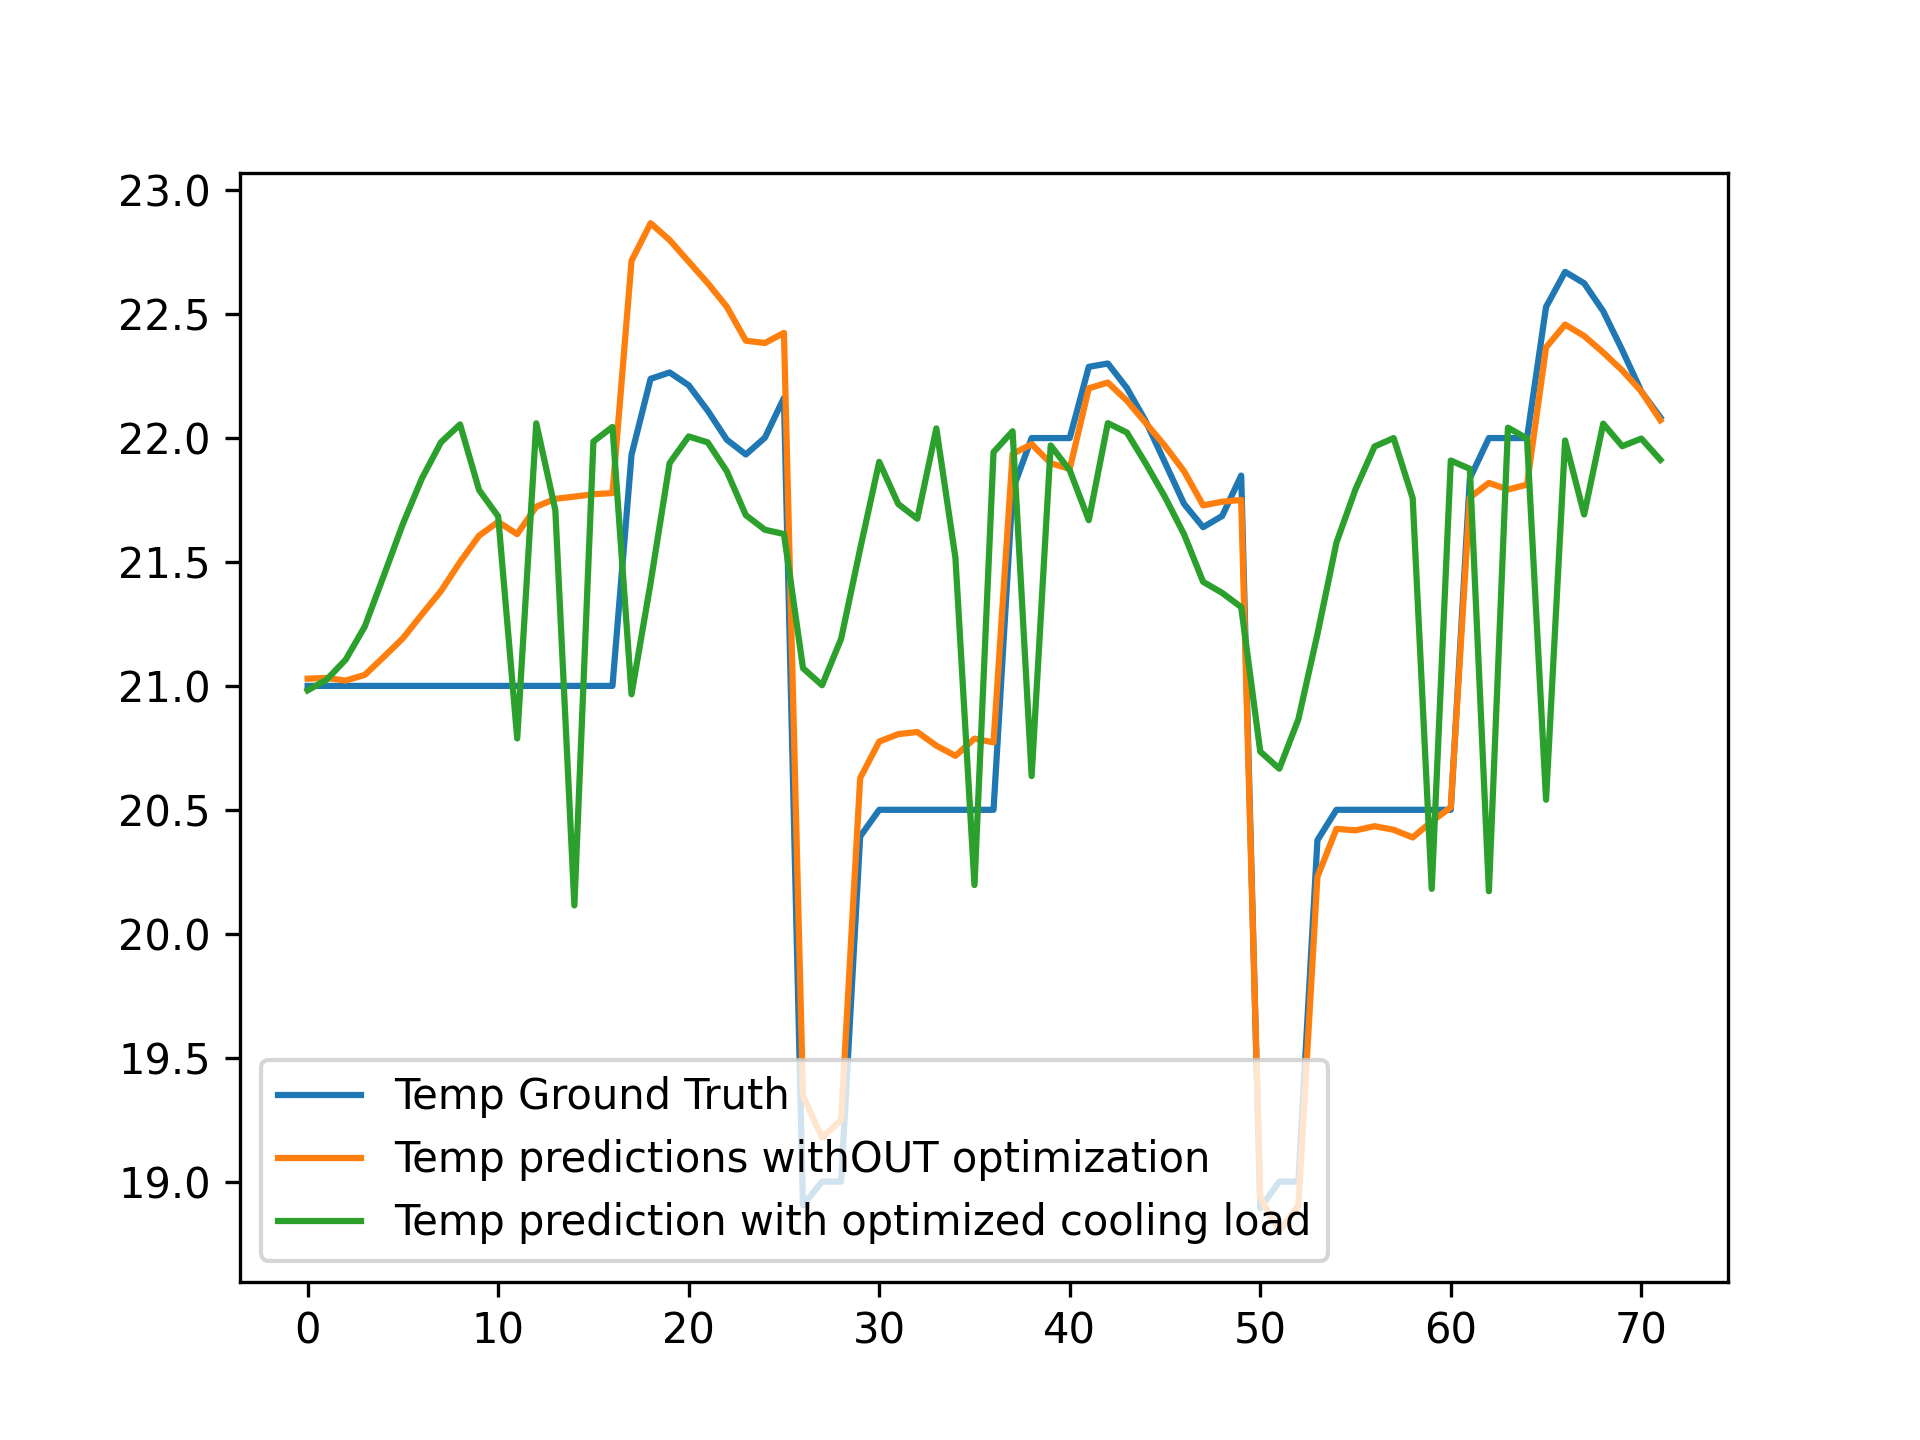 23.0
22.5
22.0
21.5
21.0
20.5
20.0
19.5
19.0
Temp Ground Truth
Temp predictions withOUT optimization
Temp prediction with optimized cooling load
0 10 20 30 40 50 60 70